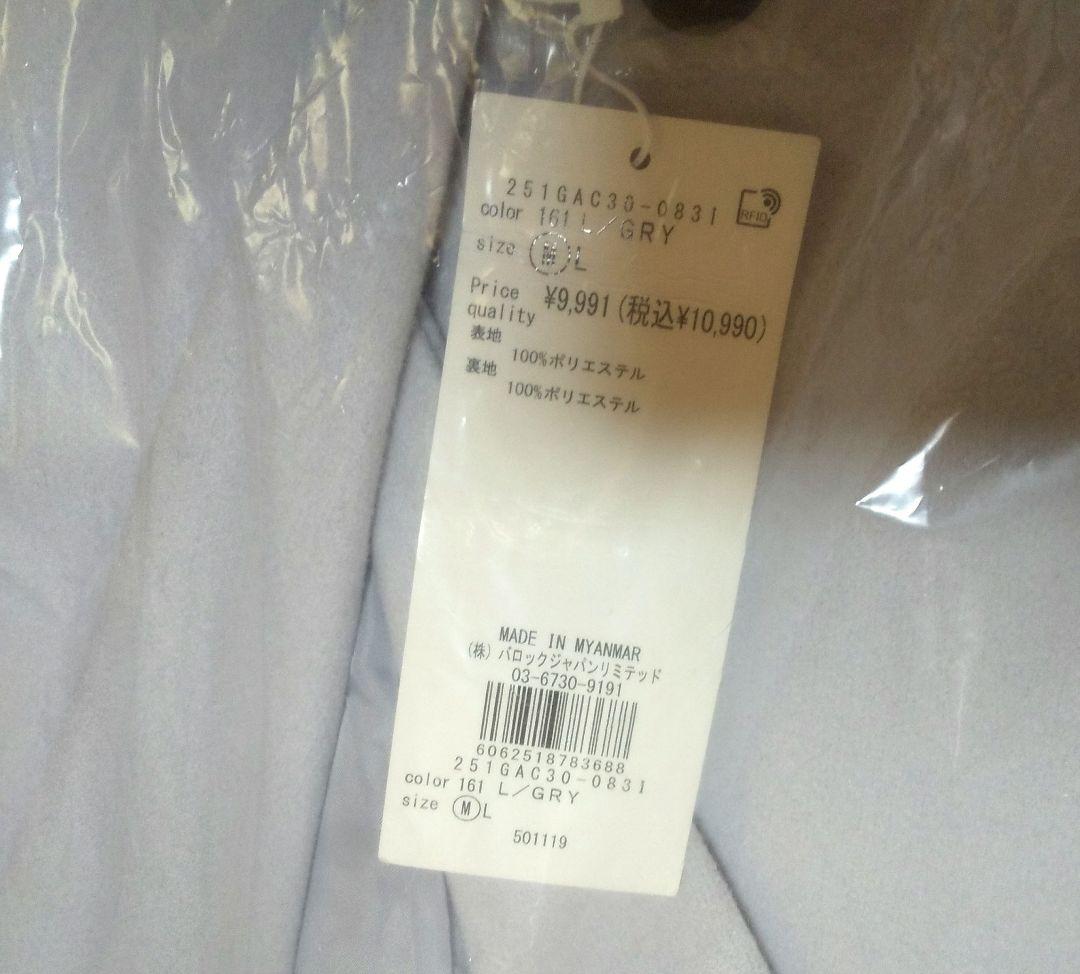 251GAC30-0831
RFID
color 161 L/GRY
size M L
Price ¥9,991(税込¥10,990)
quality
表地
100%ポリエステル
裏地
100%ポリエステル
MADE IN MYANMAR
(株) バロックジャパンリミテッド
03-6730-9191
6062518783688
251GAC30-0831
color 161 L/GRY
size M L
501119